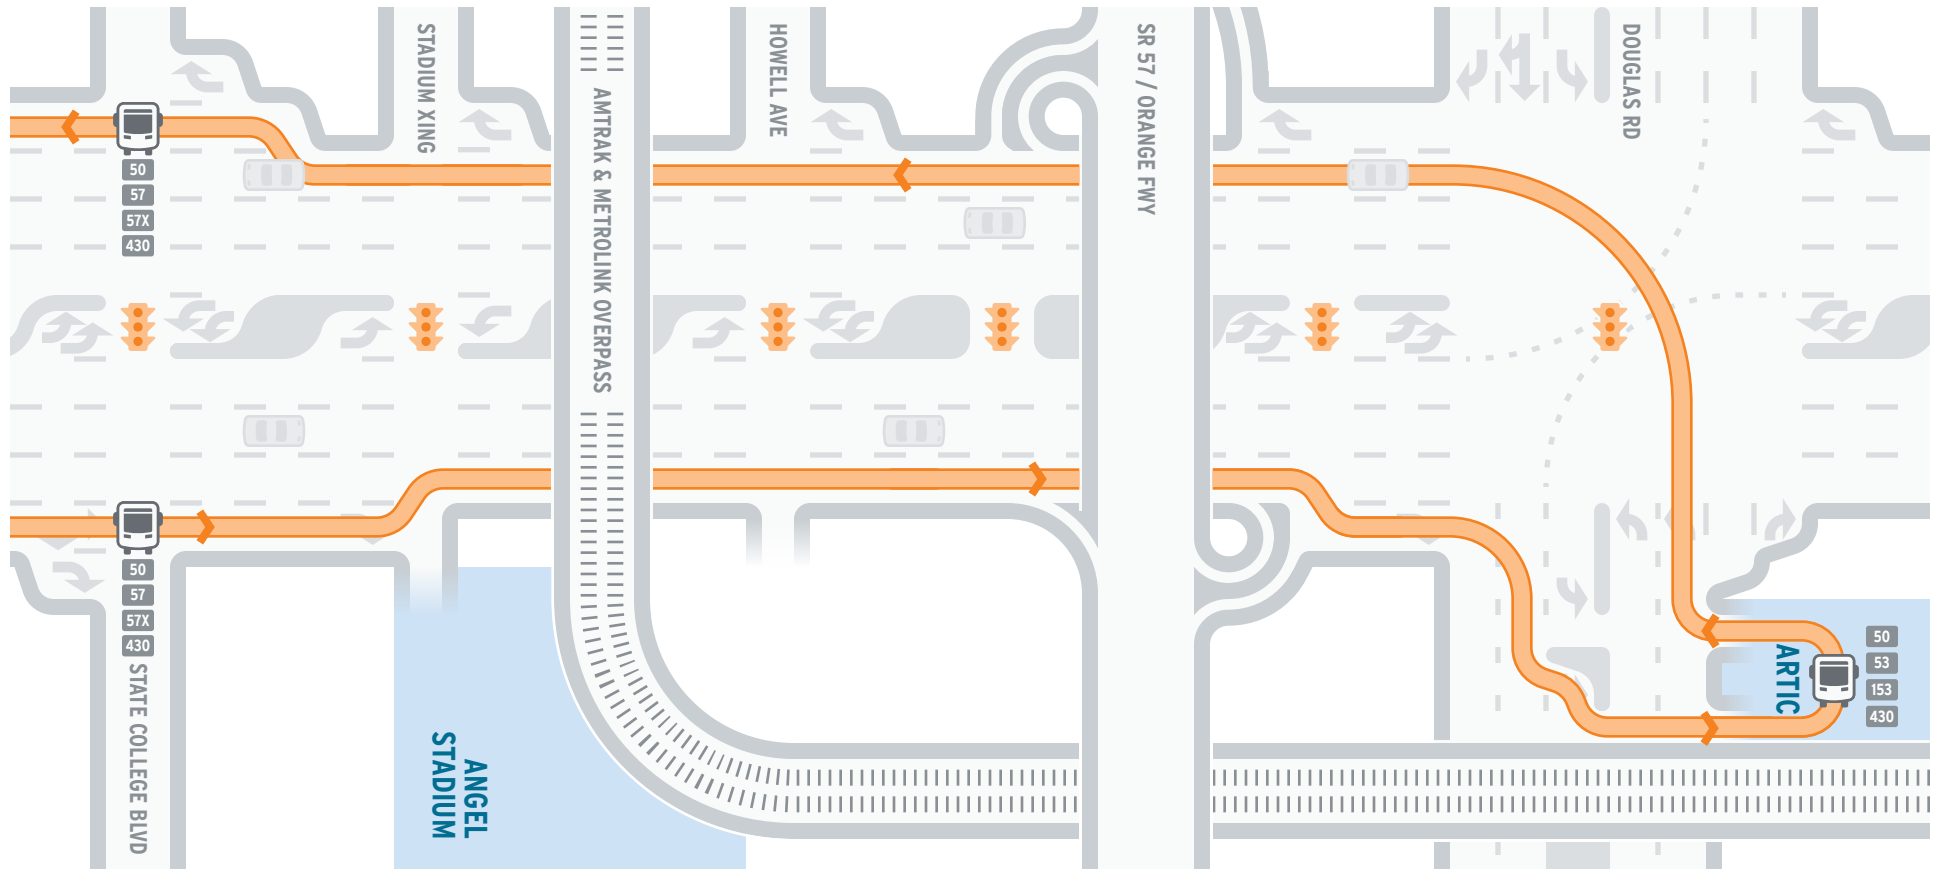 STADIUM XING
AMTRAK & METROLINK OVERPASS
HOWELL AVE
SR 57 / ORANGE FWY
DOUGLAS RD
50
57
57X
430
50
57
57X
430
STATE COLLEGE BLVD
ANGEL
STADIUM
ARTIC
50
53
153
430